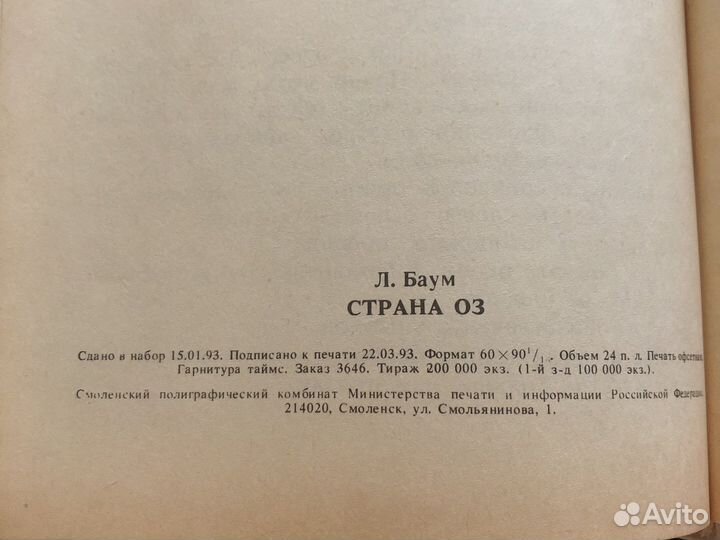 Л. Баум
СТРАНА ОЗ
Сдано в набор 15.01.93. Подписано к печати 22.03.93. Формат 60×90¹/₁₆. Объем 24 п. л. Печать офсетная.
Гарнитура таймс. Заказ 3646. Тираж 200 000 экз. (1-й з-д 100 000 экз.).
Смоленский полиграфический комбинат Министерства печати и информации Российской Федерации.
214020, Смоленск, ул. Смольянинова, 1.
Avito